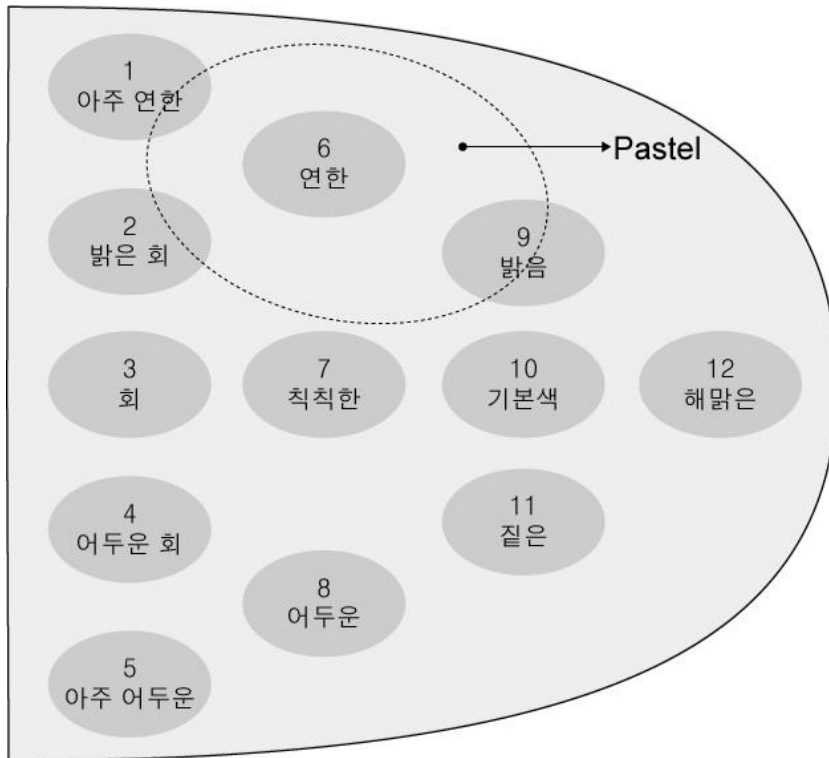 1
아주 연한
6
연한
Pastel
2
밝은 회
9
밝음
3
회
7
칙칙한
10
기본색
12
해맑은
4
어두운 회
11
짙은
8
어두운
5
아주 어두운